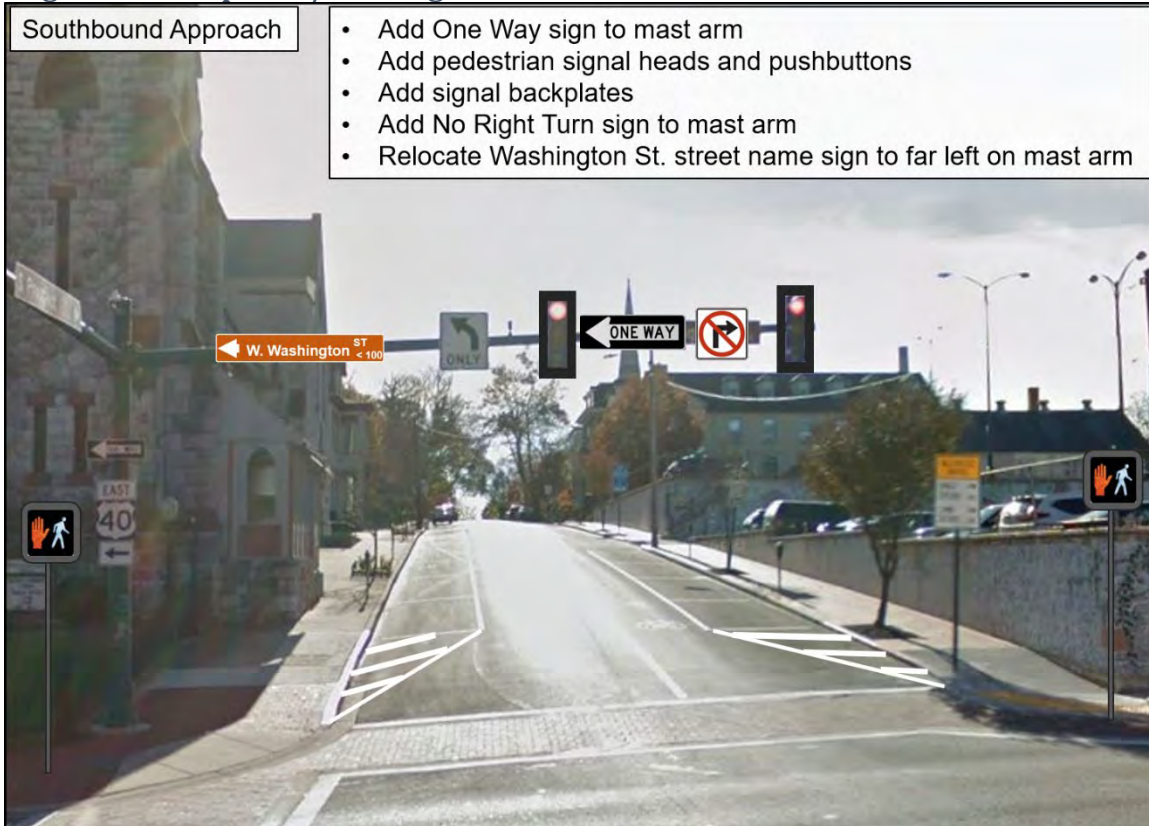 Southbound Approach
• Add One Way sign to mast arm
• Add pedestrian signal heads and pushbuttons
• Add signal backplates
• Add No Right Turn sign to mast arm
• Relocate Washington St. street name sign to far left on mast arm
W. Washington ST < 100
ONLY
ONE WAY
EAST
40